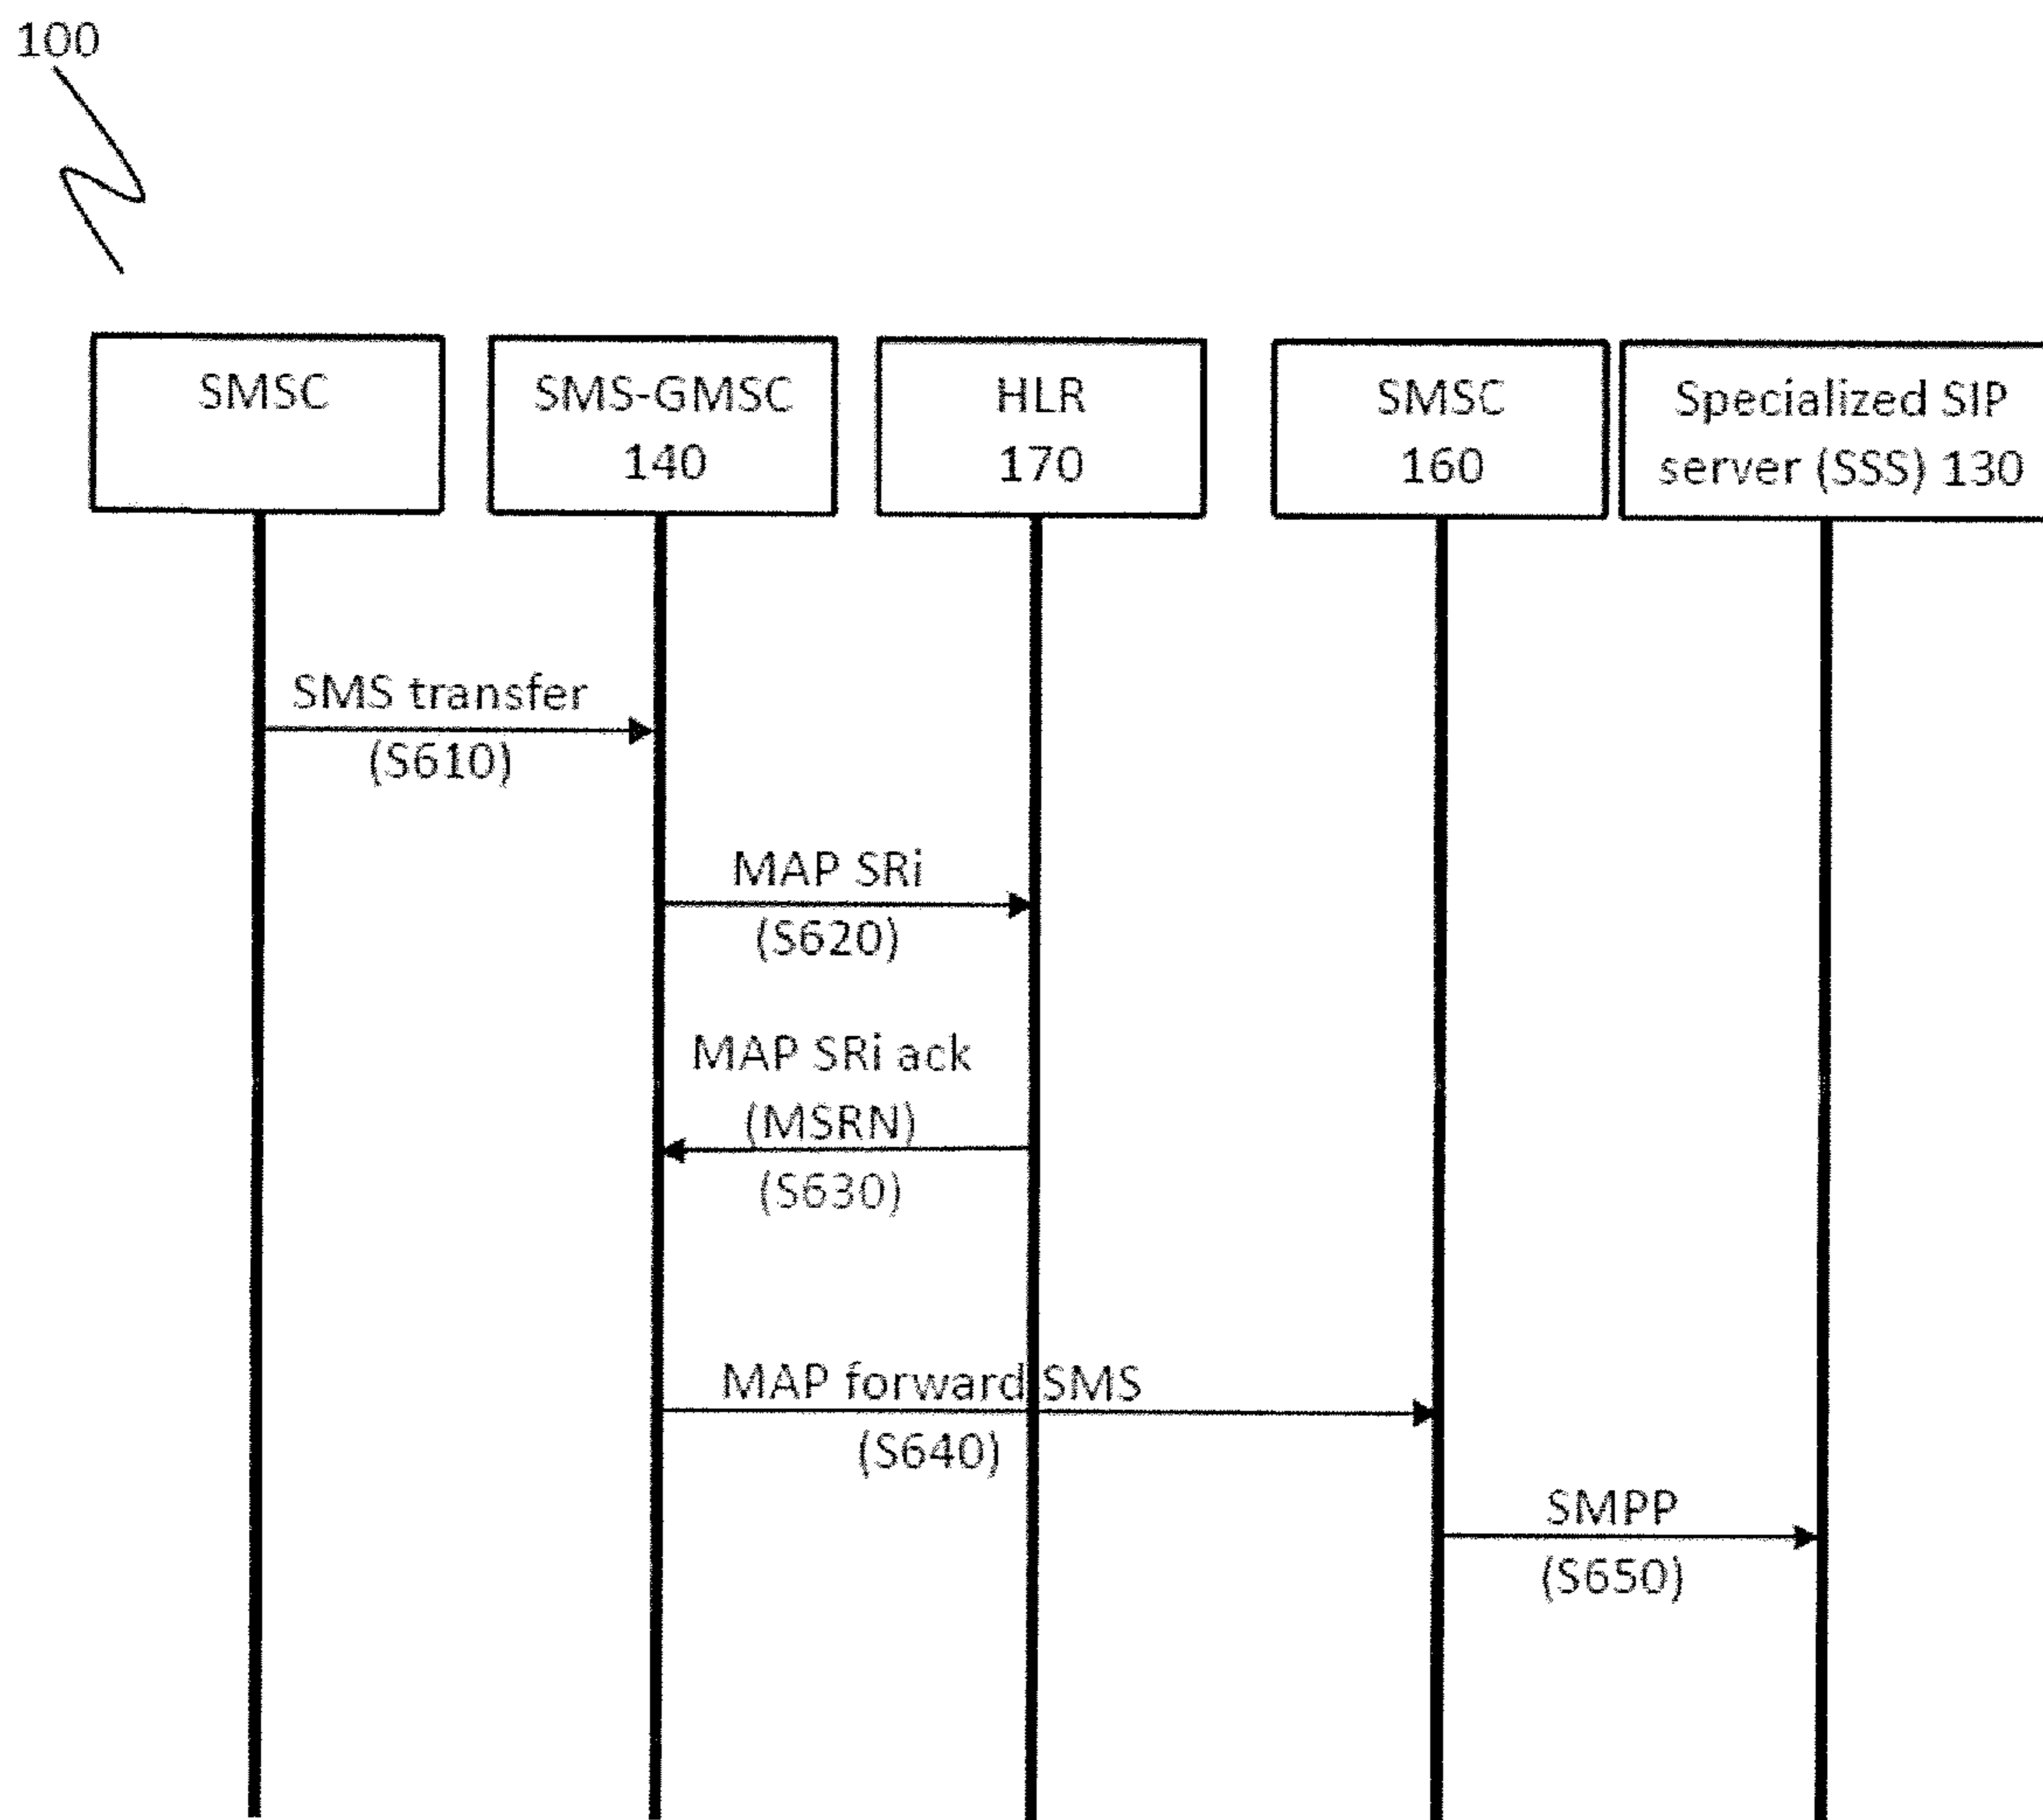 100
SMSC
SMS-GMSC
140
HLR
170
SMSC
160
Specialized SIP
server (SSS) 130
SMS transfer
(S610)
MAP SRi
(S620)
MAP SRi ack
(MSRN)
(S630)
MAP forward SMS
(S640)
SMPP
(S650)